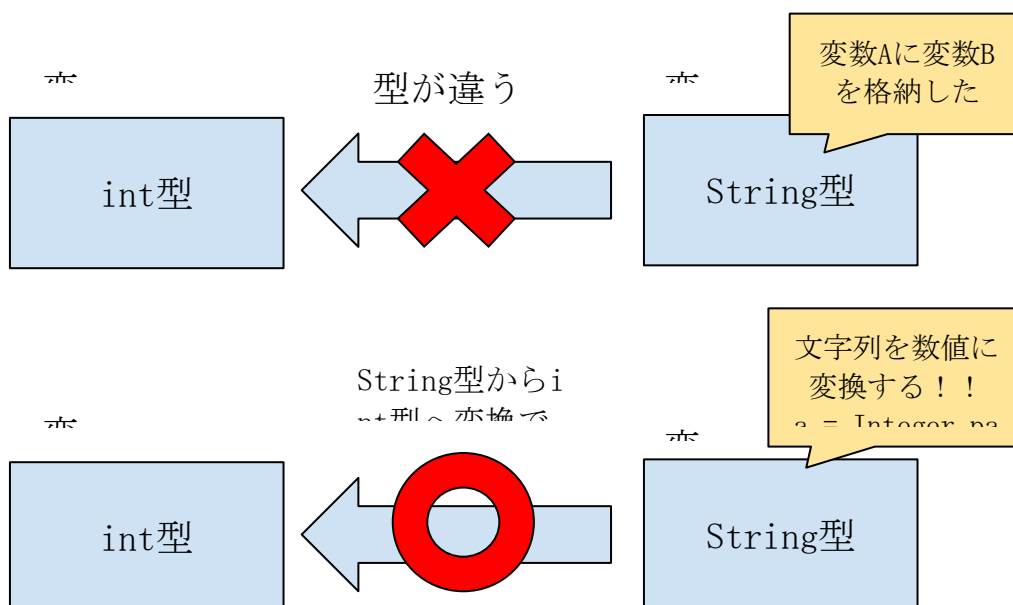 型が違う
変数Aに変数B
を格納した
int型
String型
String型からi
文字列を数値に
変換する！！
int型
String型